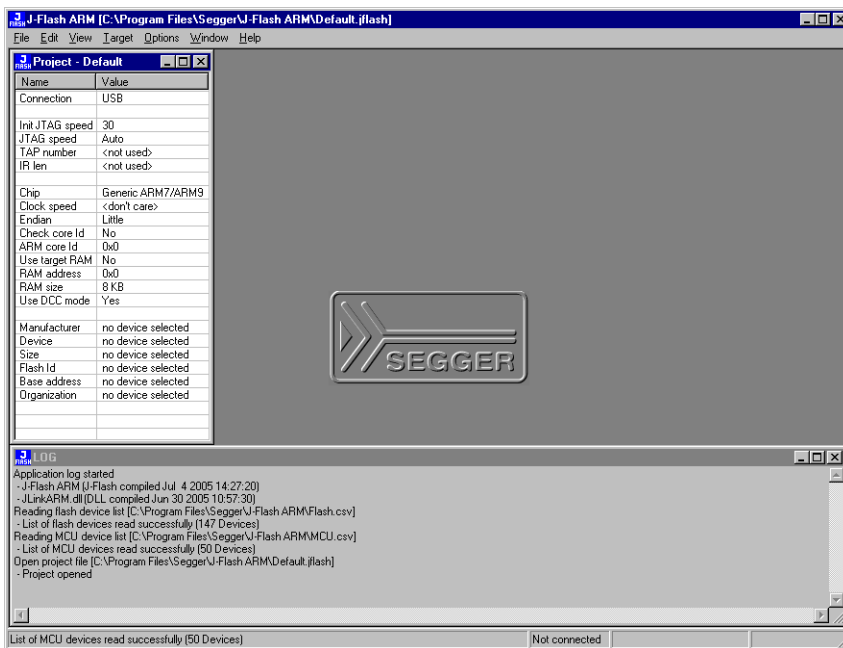 J-Flash ARM [C:\Program Files\Segger\J-Flash ARM\Default.jflash]
File Edit View Target Options Window Help
Project - Default
Name Value
Connection USB
Init JTAG speed 30
JTAG speed Auto
TAP number <not used>
IR len <not used>
Chip Generic ARM7/ARM9
Clock speed <don't care>
Endian Little
Check core Id No
ARM core Id 0x0
Use target RAM No
RAM address 0x0
RAM size 8 KB
Use DCC mode Yes
Manufacturer no device selected
Device no device selected
Size no device selected
Flash Id no device selected
Base address no device selected
Organization no device selected
SEGGER
LOG
Application log started
- J-Flash ARM (J-Flash compiled Jul 4 2005 14:27:20)
- JLinkARM.dll (DLL compiled Jun 30 2005 10:57:30)
Reading flash device list [C:\Program Files\Segger\J-Flash ARM\Flash.csv]
- List of flash devices read successfully (147 Devices)
Reading MCU device list [C:\Program Files\Segger\J-Flash ARM\MCU.csv]
- List of MCU devices read successfully (50 Devices)
Open project file [C:\Program Files\Segger\J-Flash ARM\Default.jflash]
- Project opened
List of MCU devices read successfully (50 Devices) Not connected